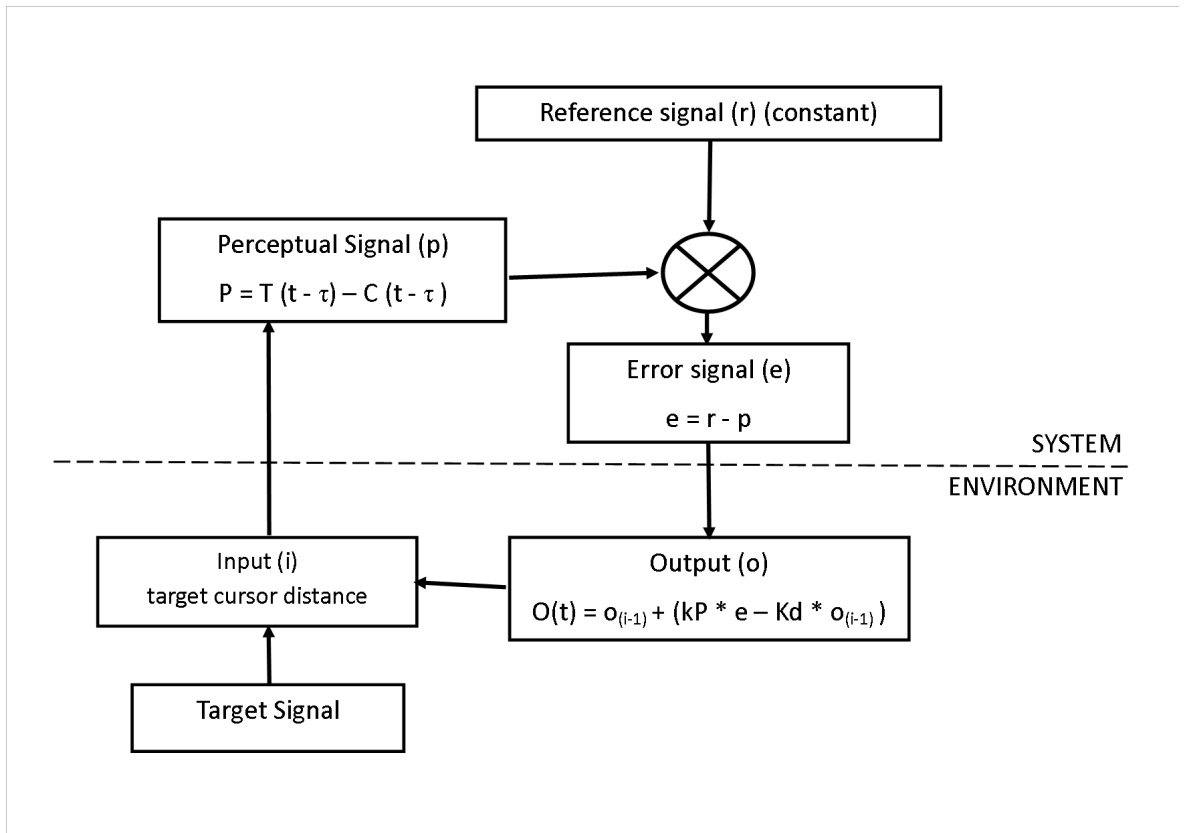 Reference signal (r) (constant)
Perceptual Signal (p)
P = T (t - τ) – C (t - τ )
Error signal (e)
e = r - p
SYSTEM
ENVIRONMENT
Input (i)
target cursor distance
Output (o)
O(t) = o(i-1) + (kP * e – Kd * o(i-1) )
Target Signal